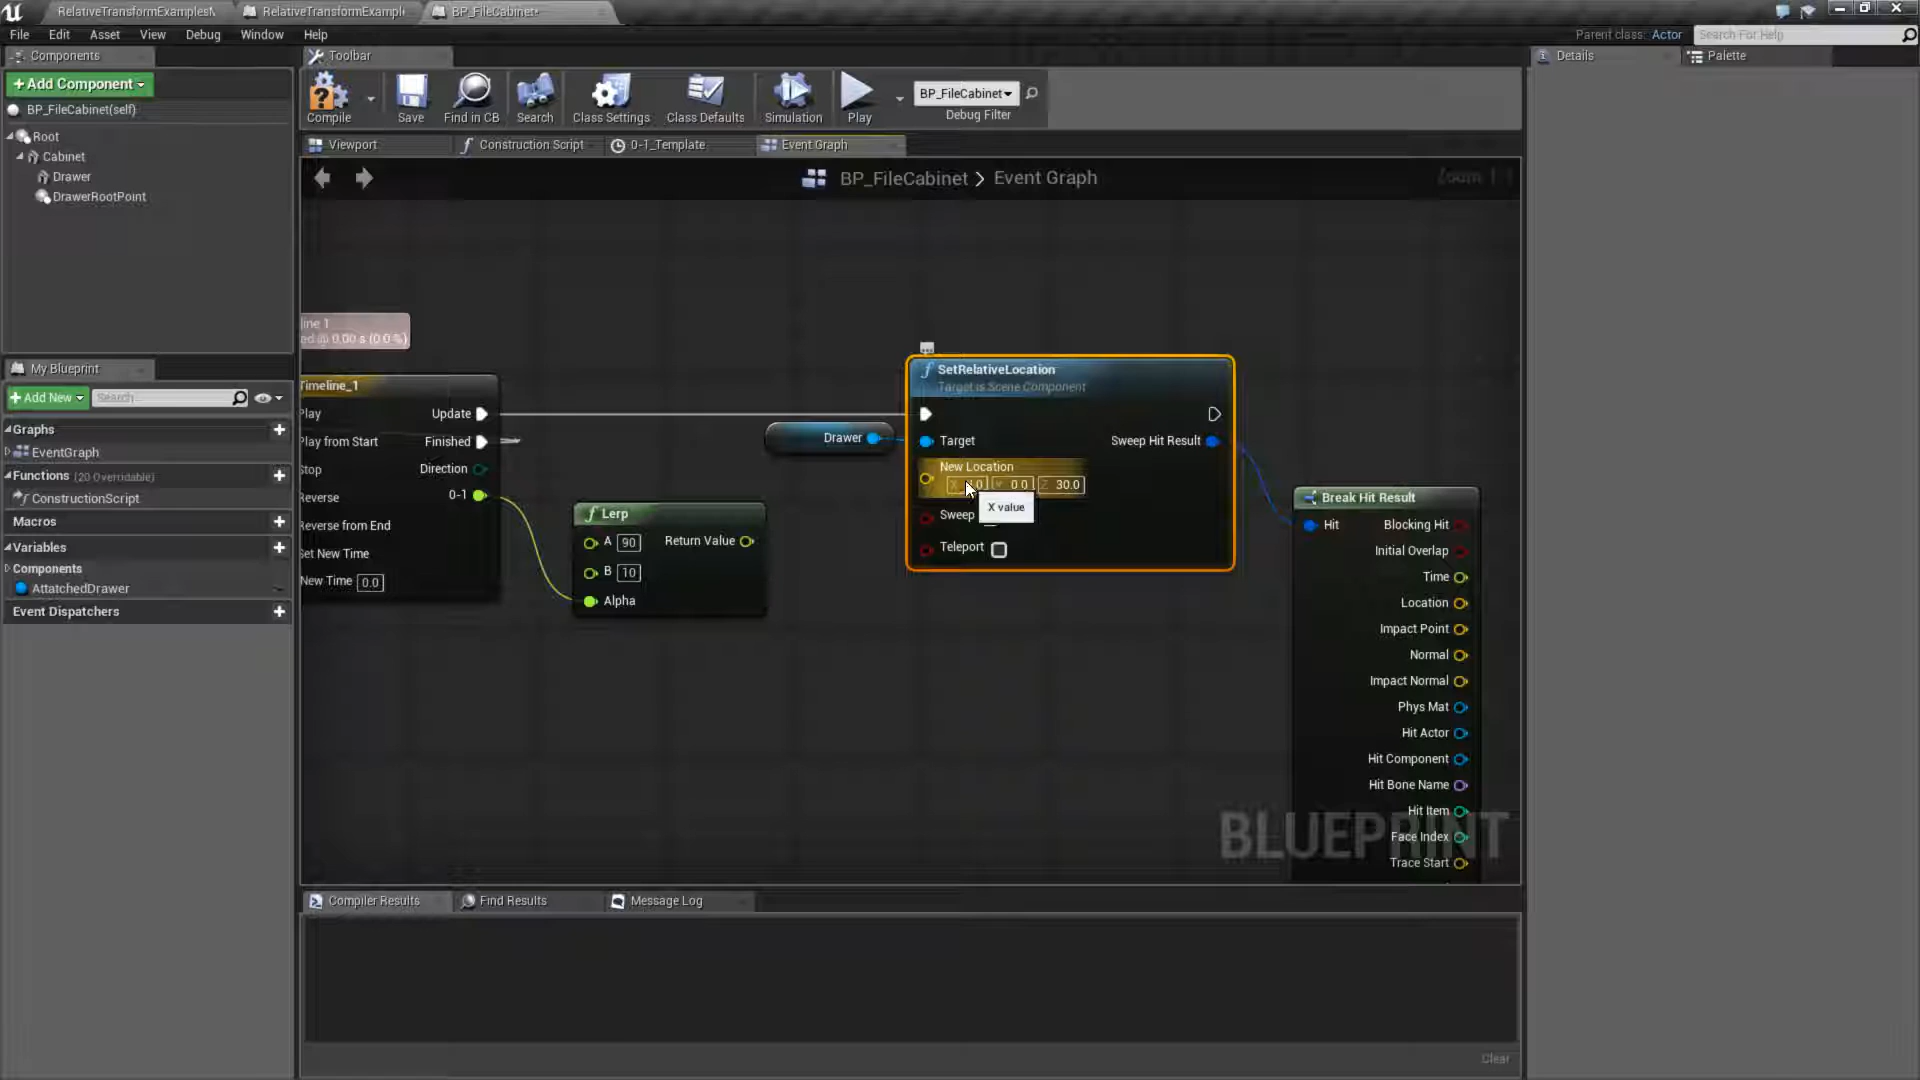 RelativeTransformExamplesM
RelativeTransformExampl
BP_FileCabinet*
File Edit Asset View Debug Window Help
Parent class: Actor
Search For Help
Components
Toolbar
Details
Palette
+Add Component
BP_FileCabinet(self)
Root
Cabinet
Drawer
DrawerRootPoint
Compile
Save
Find in CB
Search
Class Settings
Class Defaults
Simulation
Play
BP_FileCabinet
Debug Filter
Viewport
Construction Script
0-1_Template
Event Graph
BP_FileCabinet > Event Graph
My Blueprint
+Add New
Search...
Graphs
EventGraph
Functions (20 Overridable)
ConstructionScript
Macros
Variables
Components
AttatchedDrawer
Event Dispatchers
line 1
0.00 s (0.0 %)
Timeline_1
Play
Update
Play from Start
Finished
Stop
Direction
Reverse
0-1
Reverse from End
Set New Time
New Time 0.0
Lerp
A 90
Return Value
B 10
Alpha
Drawer
SetRelativeLocation
Target is Scene Component
Target
Sweep Hit Result
New Location
Y 0.0 Z 30.0
X value
Sweep
Teleport
Break Hit Result
Hit
Blocking Hit
Initial Overlap
Time
Location
Impact Point
Normal
Impact Normal
Phys Mat
Hit Actor
Hit Component
Hit Bone Name
Hit Item
Face Index
Trace Start
BLUEPRINT
Compiler Results
Find Results
Message Log
Clear